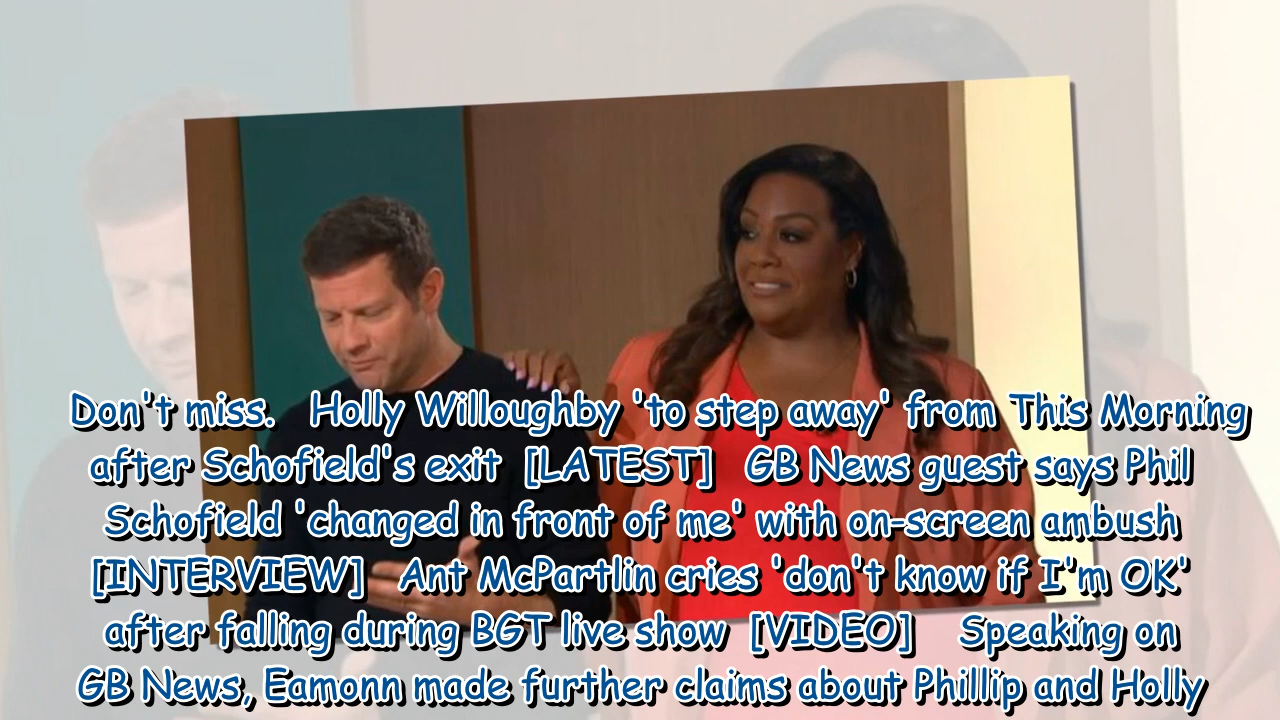 Don't miss. Holly Willoughby 'to step away' from This Morning
after Schofield's exit [LATEST] GB News guest says Phil
Schofield 'changed in front of me' with on-screen ambush
[INTERVIEW] Ant McPartlin cries 'don't know if I'm OK'
after falling during BGT live show [VIDEO] Speaking on
GB News, Eamonn made further claims about Phillip and Holly